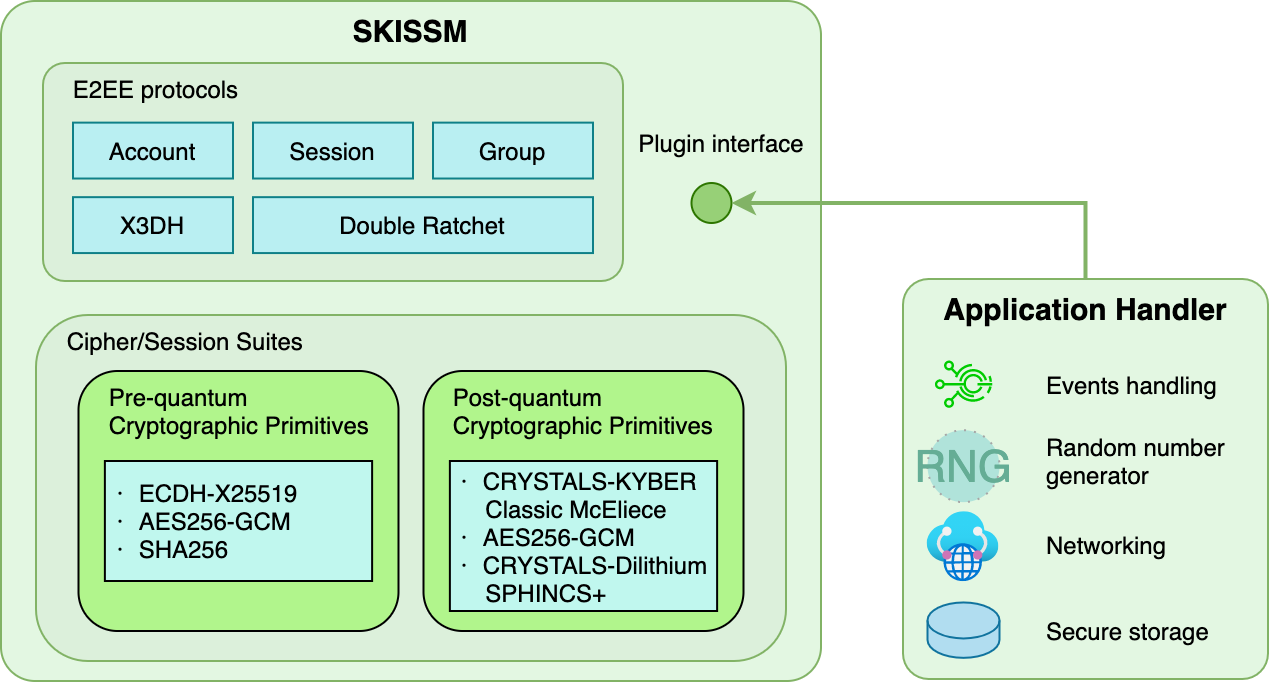 SKISSM
E2EE protocols
Account
Session
Group
X3DH
Double Ratchet
Plugin interface
Cipher/Session Suites
Pre-quantum
Cryptographic Primitives
· ECDH-X25519
· AES256-GCM
· SHA256
Post-quantum
Cryptographic Primitives
· CRYSTALS-KYBER
Classic McEliece
· AES256-GCM
· CRYSTALS-Dilithium
SPHINCS+
Application Handler
Events handling
RNG
Random number
generator
Networking
Secure storage